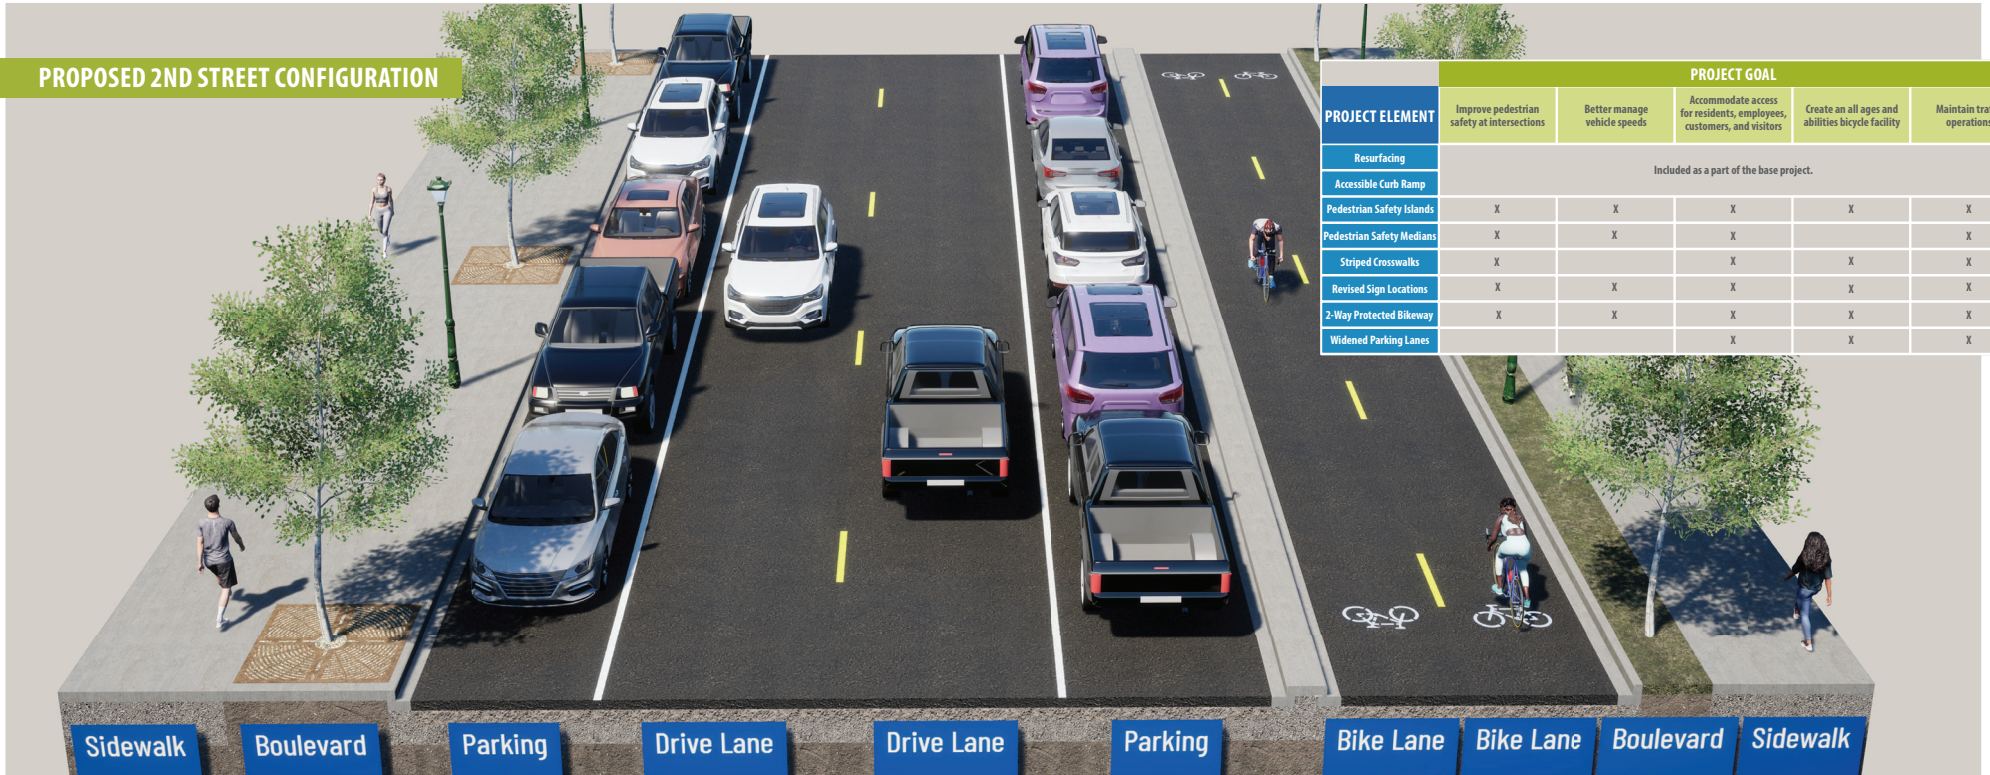 PROPOSED 2ND STREET CONFIGURATION
PROJECT GOAL
PROJECT ELEMENT
Improve pedestrian
safety at intersections
Better manage
vehicle speeds
Accommodate access
for residents, employees,
customers, and visitors
Create an all ages and
abilities bicycle facility
Maintain
Resurfacing
Accessible Curb Ramp
Included as a part of the base project.
Pedestrian Safety Islands X X X X X
Pedestrian Safety Medians X X X X
Striped Crosswalks X X X X
Revised Sign Locations X X X X X
2-Way Protected Bikeway X X X X X
Widened Parking Lanes X X X
Sidewalk Boulevard Parking Drive Lane Drive Lane Parking Bike Lane Bike Lane Boulevard Sidewalk